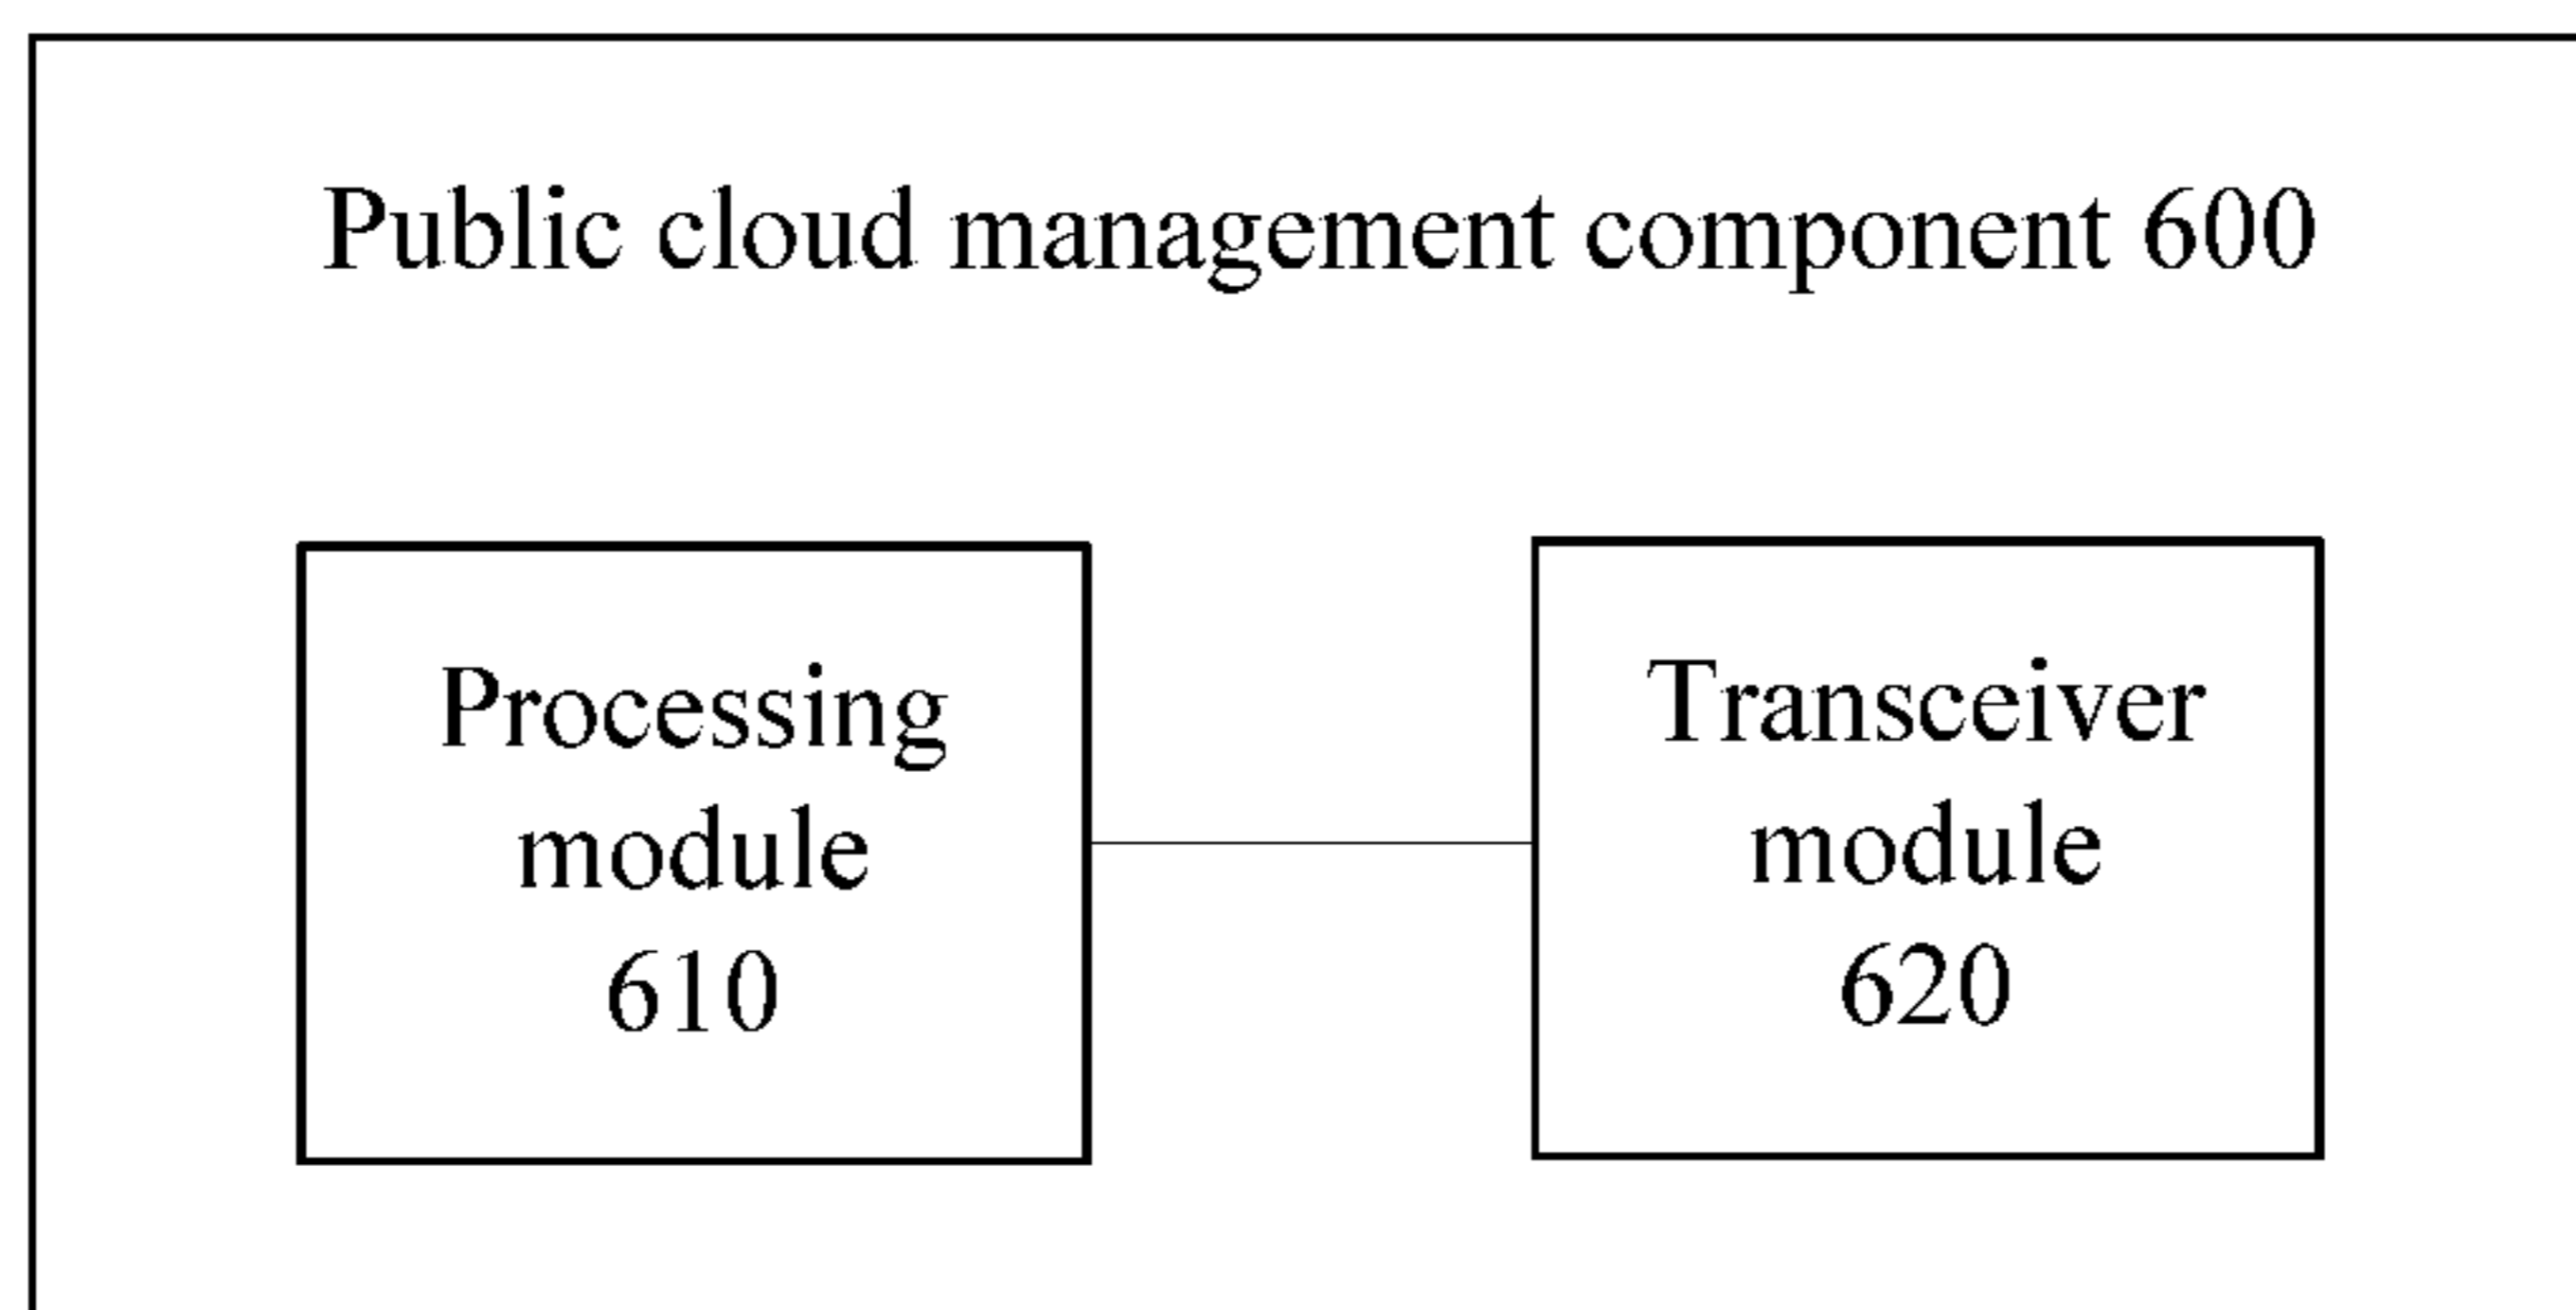 Public cloud management component 600
Processing
module
610
Transceiver
module
620